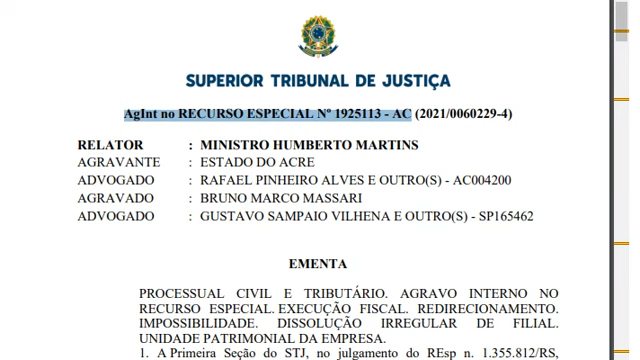 SUPERIOR TRIBUNAL DE JUSTIÇA
AgInt no RECURSO ESPECIAL Nº 1925113 - AC (2021/0060229-4)
RELATOR : MINISTRO HUMBERTO MARTINS
AGRAVANTE : ESTADO DO ACRE
ADVOGADO : RAFAEL PINHEIRO ALVES E OUTRO(S) - AC004200
AGRAVADO : BRUNO MARCO MASSARI
ADVOGADO : GUSTAVO SAMPAIO VILHENA E OUTRO(S) - SP165462
EMENTA
PROCESSUAL CIVIL E TRIBUTÁRIO. AGRAVO INTERNO NO
RECURSO ESPECIAL. EXECUÇÃO FISCAL. REDIRECIONAMENTO.
IMPOSSIBILIDADE. DISSOLUÇÃO IRREGULAR DE FILIAL.
UNIDADE PATRIMONIAL DA EMPRESA.
1. A Primeira Seção do STJ, no julgamento do REsp n. 1.355.812/RS,